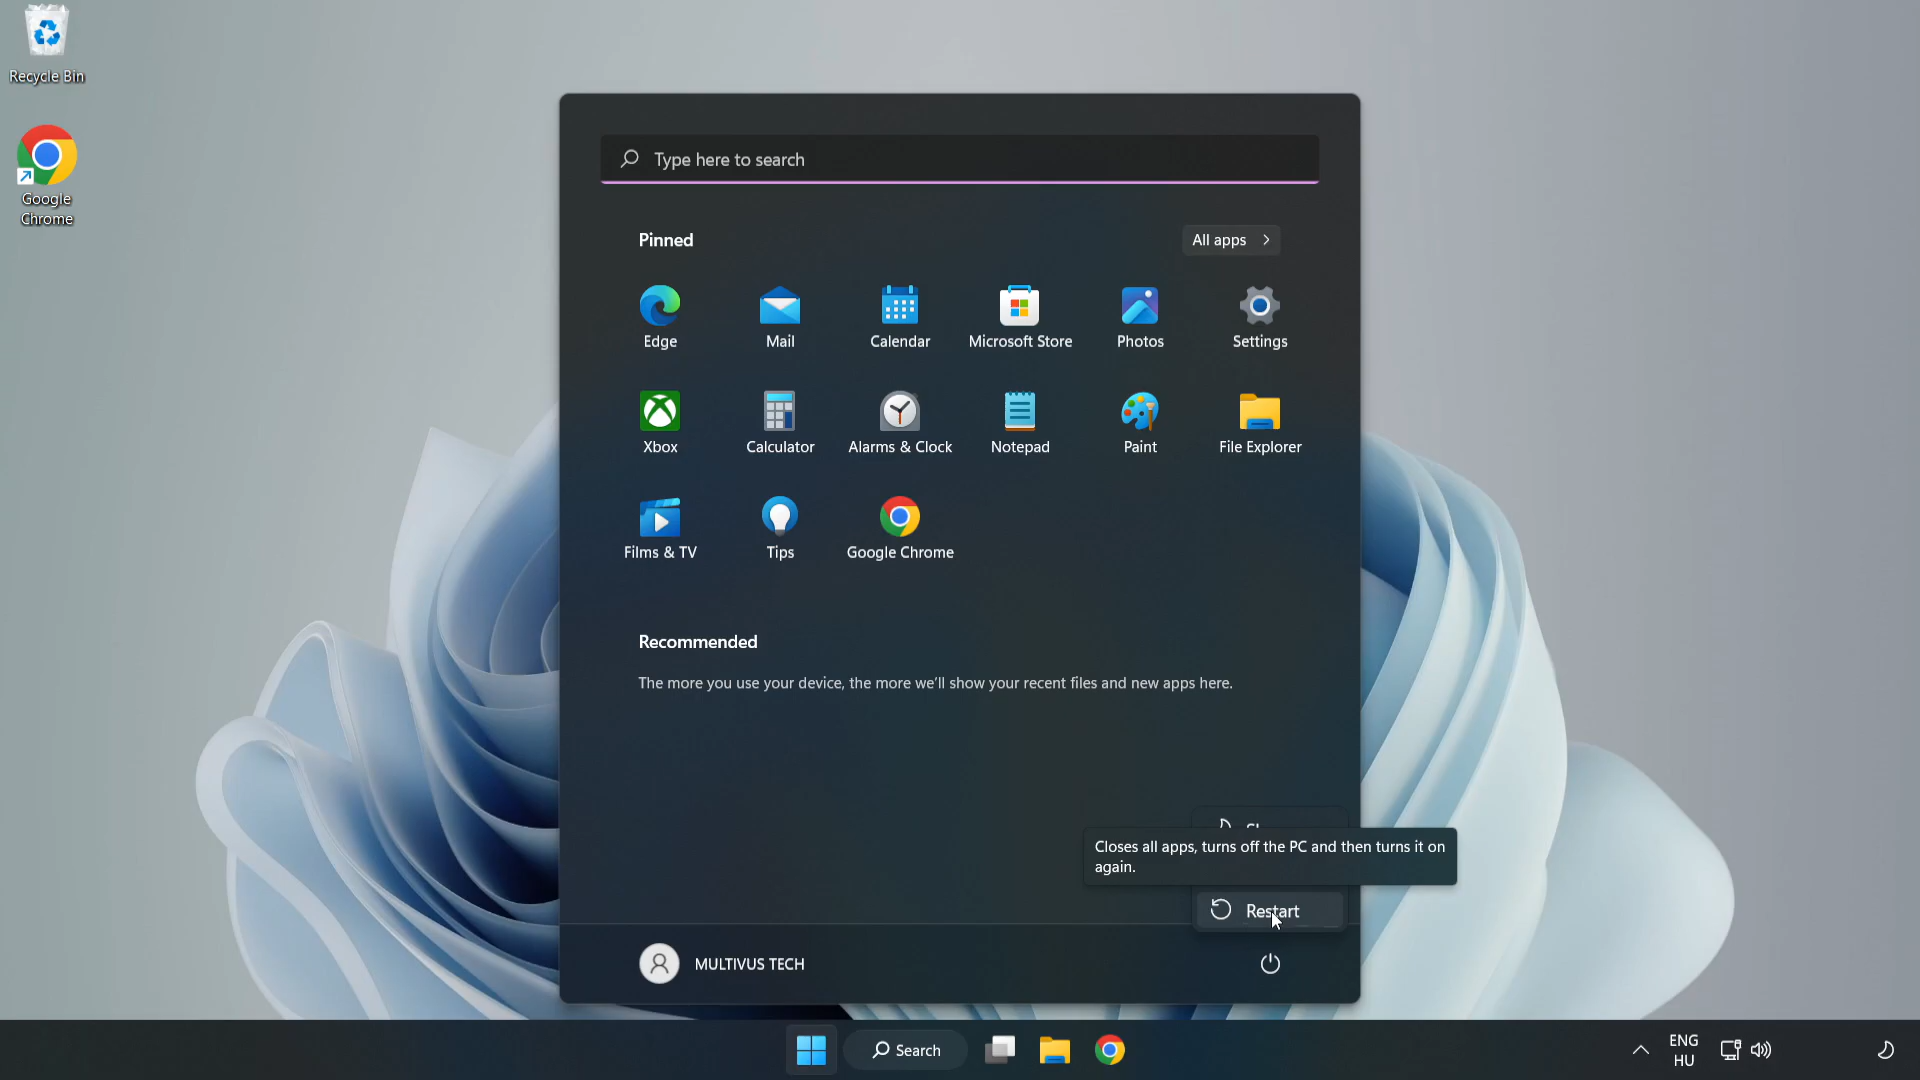 Recycle Bin
Google
Chrome
Type here to search
Pinned
All apps
Edge
Mail
Calendar
Microsoft Store
Photos
Settings
Xbox
Calculator
Alarms & Clock
Notepad
Paint
File Explorer
Films & TV
Tips
Google Chrome
Recommended
The more you use your device, the more we'll show your recent files and new apps here.
Closes all apps, turns off the PC and then turns it on
again.
Restart
MULTIVUS TECH
Search
ENG
HU